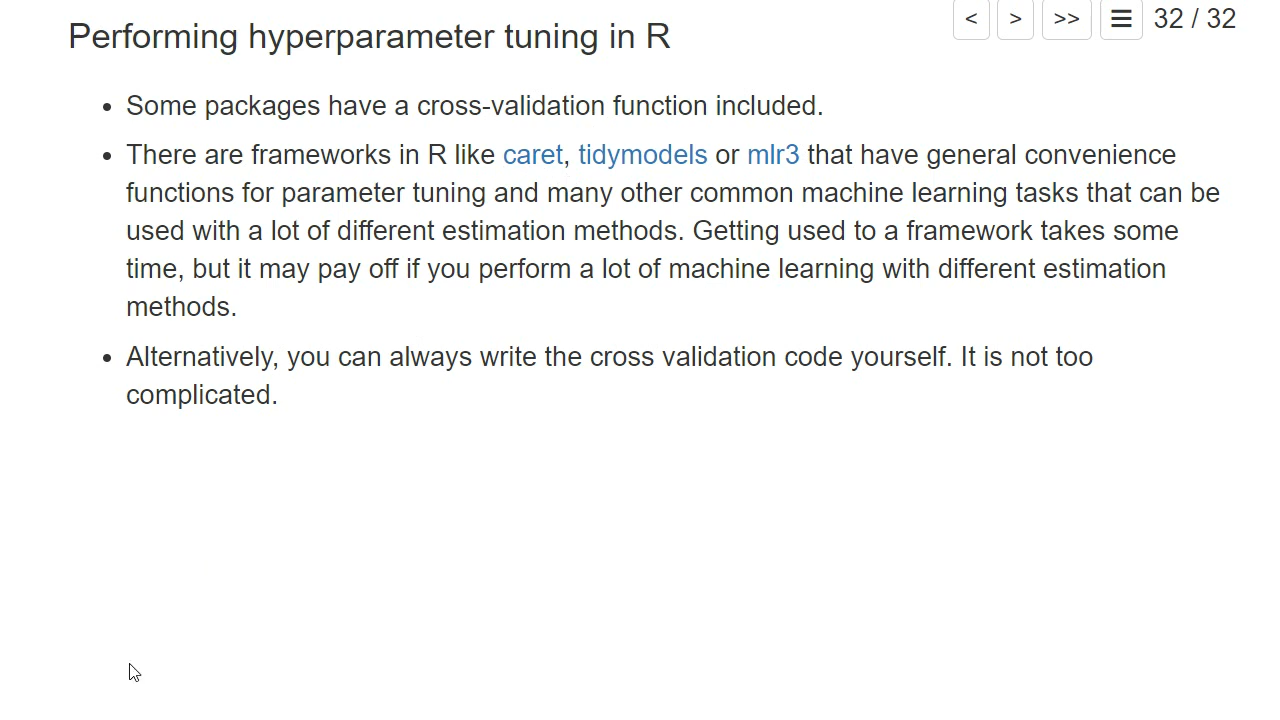 Performing hyperparameter tuning in R
< > >> ☰ 32 / 32
• Some packages have a cross-validation function included.
• There are frameworks in R like caret, tidymodels or mlr3 that have general convenience
functions for parameter tuning and many other common machine learning tasks that can be
used with a lot of different estimation methods. Getting used to a framework takes some
time, but it may pay off if you perform a lot of machine learning with different estimation
methods.
• Alternatively, you can always write the cross validation code yourself. It is not too
complicated.